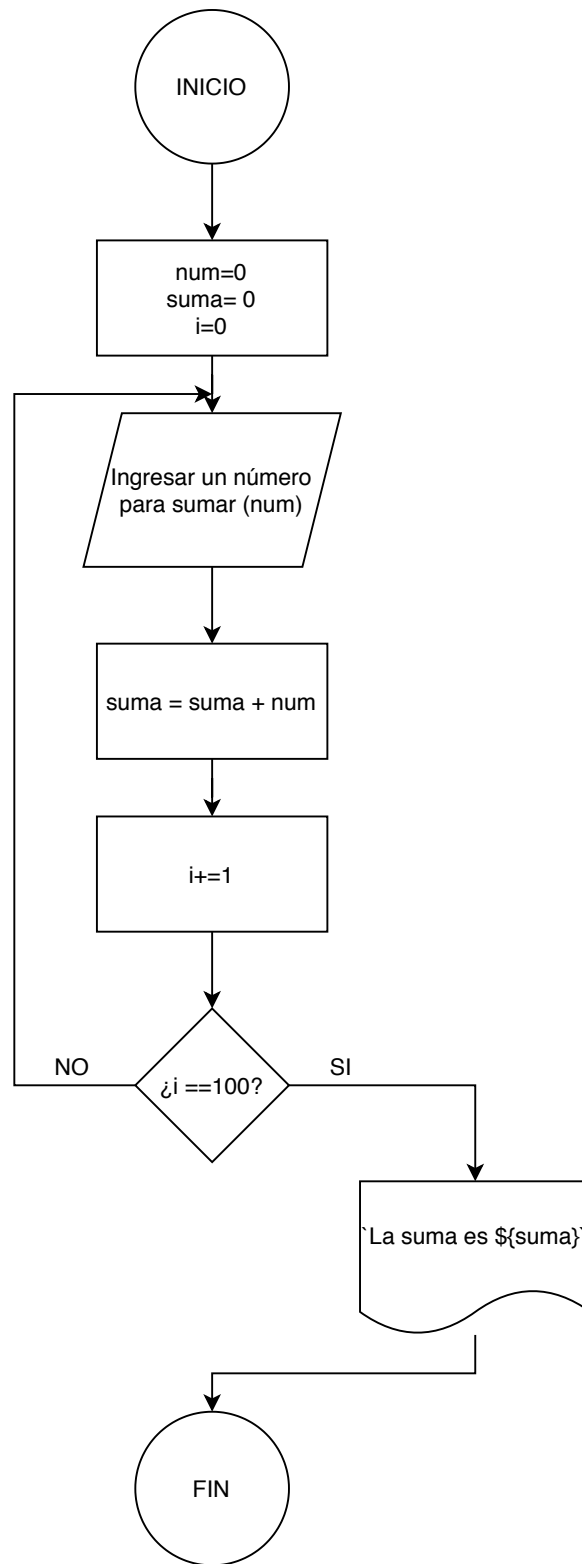 INICIO
num=0
suma= 0
i=0
Ingresar un número
para sumar (num)
suma = suma + num
i+=1
NO
¿i ==100?
SI
`La suma es ${suma}`
FIN